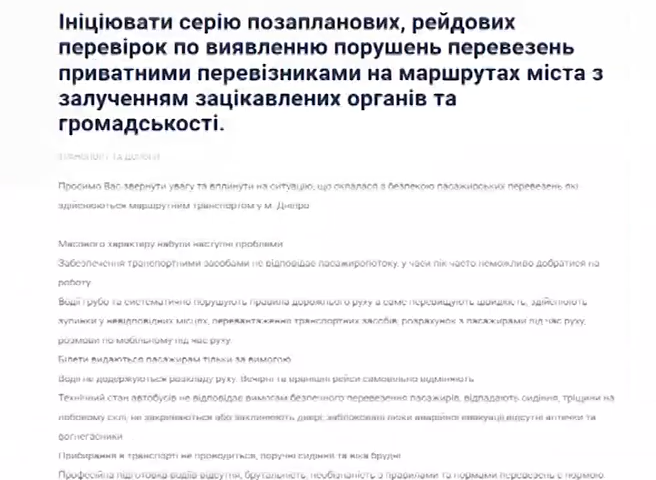 Ініціювати серію позапланових, рейдових
перевірок по виявленню порушень перевезень
приватними перевізниками на маршрутах міста з
залученням зацікавлених органів та
громадськості.
ТРАНСПОРТ ТА ДОРОГИ
Просимо Вас звернути увагу та вплинути на ситуацію, що склалася з безпекою пасажирських перевезень які
здійснюються маршрутним транспортом у м. Дніпро
Масового характеру набули наступні проблеми
Забезпечення транспортними засобами не відповідає пасажиропотоку, у часи пік часто неможливо добратися на
роботу
Водії грубо та систематично порушують правила дорожнього руху а саме перевищують швидкість, здійснюють
зупинки у невідповідних місцях, перевантаження транспортних засобів, розрахунок з пасажирами під час руху,
розмови по мобільному під час руху.
Білети видаються пасажирам тільки за вимогою
Водії не додержуються розкладу руху. Вечірні та вранішні рейси самовільно відміняють
Технічний стан автобусів не відповідає вимогам безпечного перевезення пасажирів, відпадають сидіння, тріщини на
лобовому склі, не закриваються або заклинюють двері, заблоковані люки аварійної евакуації, відсутні аптечки та
вогнегасники
Прибирання в транспорті не проводиться, поручні сидіння та вікна брудні
Професійна підготовка водіїв відсутня, брутальність, необізнаність з правилами та нормами перевезень є нормою